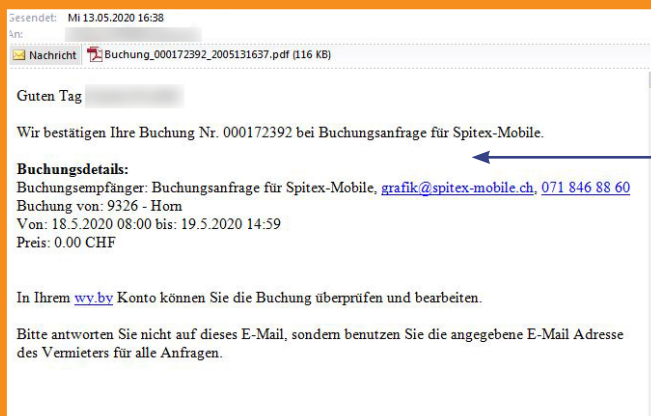 Gesendet: Mi 13.05.2020 16:38
An:
Nachricht Buchung_000172392_2005131637.pdf (116 KB)
Guten Tag
Wir bestätigen Ihre Buchung Nr. 000172392 bei Buchungsanfrage für Spitex-Mobile.
Buchungsdetails:
Buchungsempfänger: Buchungsanfrage für Spitex-Mobile, grafik@spitex-mobile.ch, 071 846 88 60
Buchung von: 9326 - Horn
Von: 18.5.2020 08:00 bis: 19.5.2020 14:59
Preis: 0.00 CHF
In Ihrem wy.by Konto können Sie die Buchung überprüfen und bearbeiten.
Bitte antworten Sie nicht auf dieses E-Mail, sondern benutzen Sie die angegebene E-Mail Adresse
des Vermieters für alle Anfragen.